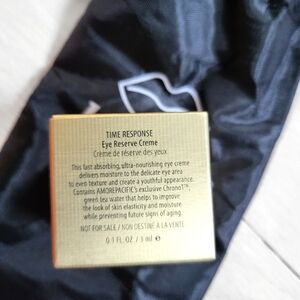 TIME RESPONSE
Eye Reserve Creme
Crème de réserve des yeux
This fast absorbing, ultra-nourishing eye creme
delivers moisture to the delicate eye area
to even texture and create a youthful appearance.
Contains AMOREPACIFIC's exclusive ChronoT™,
green tea water that helps to improve
the look of skin elasticity and moisture
while preventing future signs of aging.
NOT FOR SALE / NON DESTINÉ À LA VENTE
0.1 FL. OZ / 3 ml e